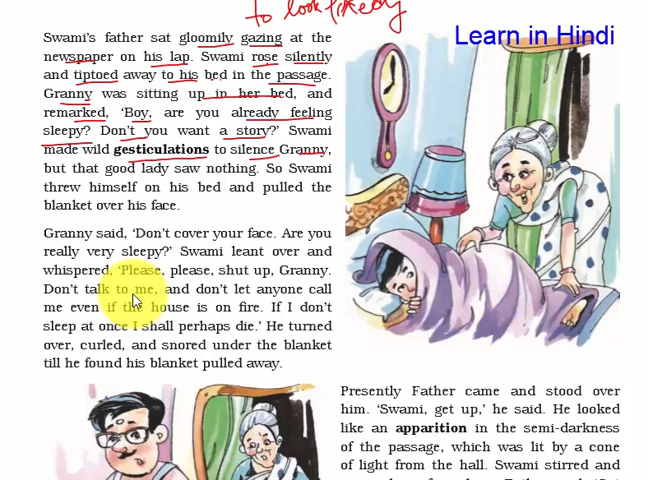 to look fixedly
Learn in Hindi
Swami's father sat gloomily gazing at the
newspaper on his lap. Swami rose silently
and tiptoed away to his bed in the passage.
Granny was sitting up in her bed, and
remarked, 'Boy, are you already feeling
sleepy? Don't you want a story?' Swami
made wild gesticulations to silence Granny,
but that good lady saw nothing. So Swami
threw himself on his bed and pulled the
blanket over his face.
Granny said, 'Don't cover your face. Are you
really very sleepy?' Swami leant over and
whispered, 'Please, please, shut up, Granny.
Don't talk to me, and don't let anyone call
me even if the house is on fire. If I don't
sleep at once I shall perhaps die.' He turned
over, curled, and snored under the blanket
till he found his blanket pulled away.
Presently Father came and stood over
him. 'Swami, get up,' he said. He looked
like an apparition in the semi-darkness
of the passage, which was lit by a cone
of light from the hall. Swami stirred and